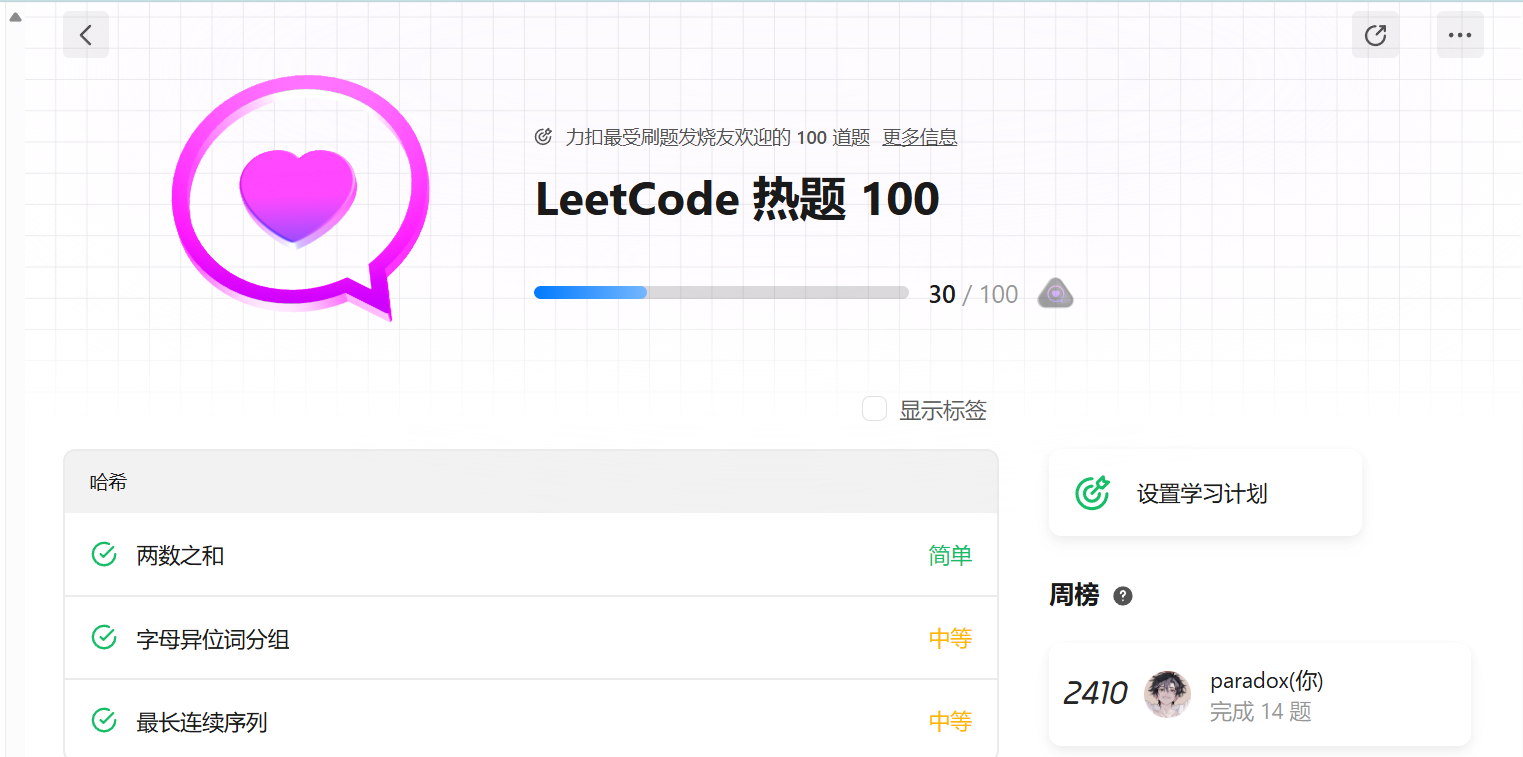 力扣最受刷题发烧友欢迎的 100 道题 更多信息
LeetCode 热题 100
30 / 100
显示标签
哈希
两数之和 简单
字母异位词分组 中等
最长连续序列 中等
设置学习计划
周榜 ?
2410 paradox(你)
完成 14 题